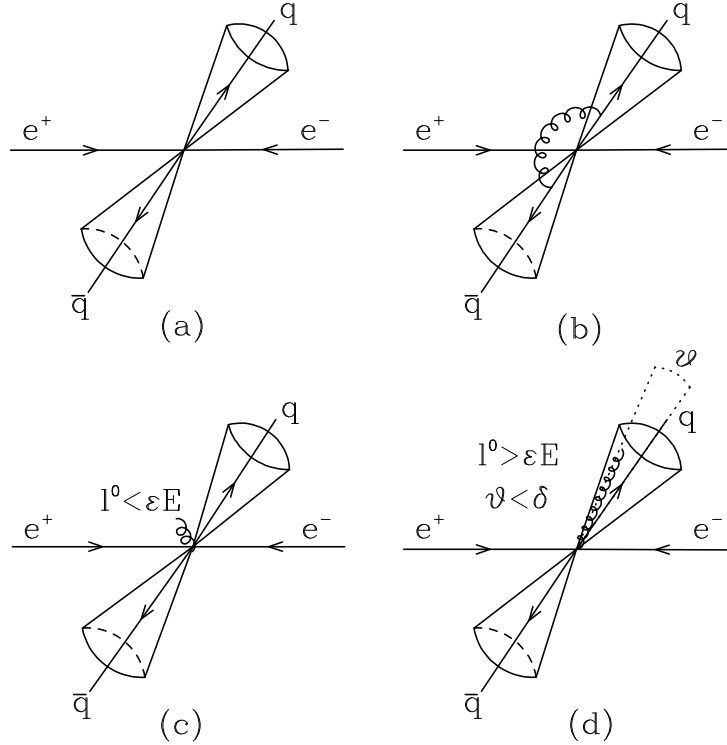 q
e⁺ e⁻
q̅
(a)
q
e⁺ e⁻
q̅
(b)
q
l⁰<εE
e⁺ e⁻
q̅
(c)
ϑ
q
l⁰>εE
ϑ<δ
e⁺ e⁻
q̅
(d)